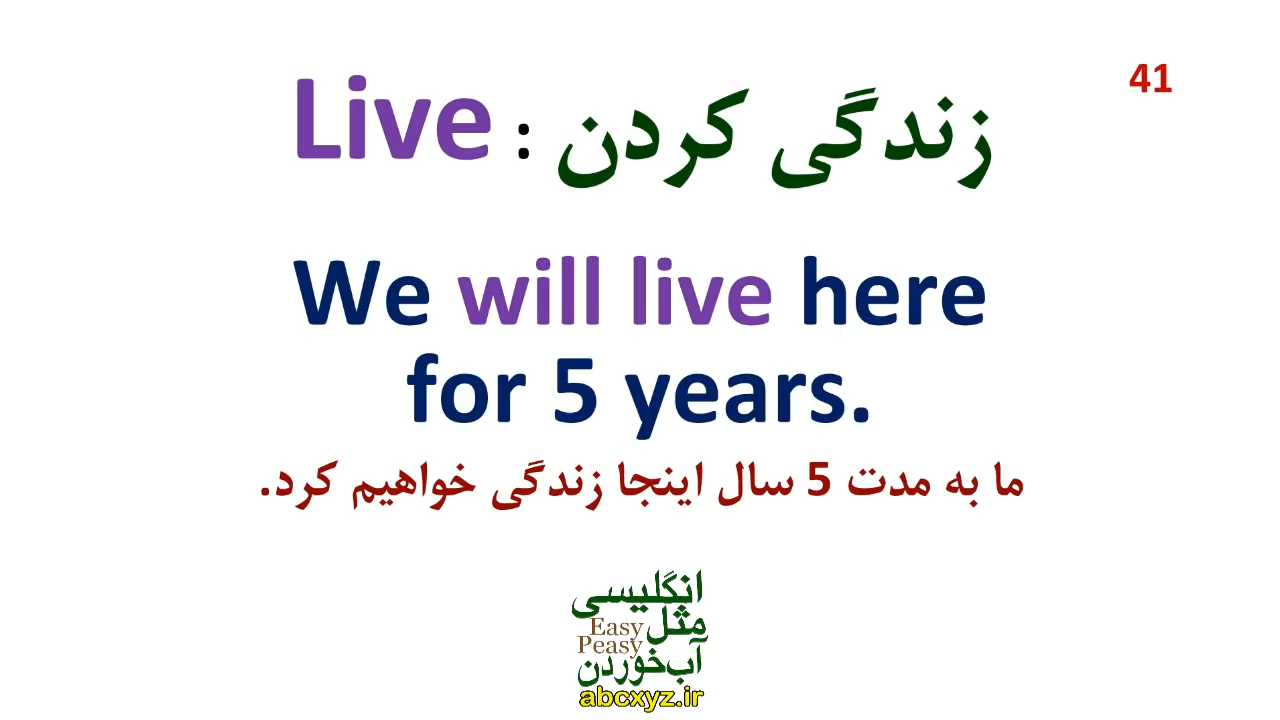 41
Live : زندگی کردن
We will live here
for 5 years.
ما به مدت 5 سال اینجا زندگی خواهیم کرد.
انگلیسی
مثل Easy
Peasy
آب‌خوردن
abcxyz.ir